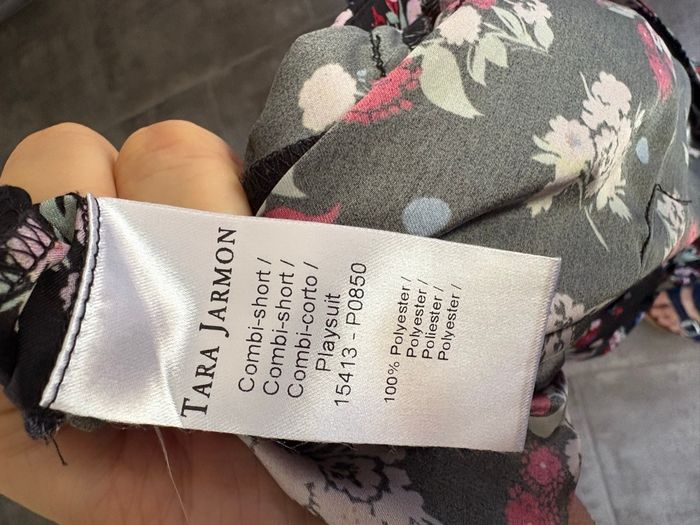 TARA JARMON
Combi-short /
Combi-short /
Combi-corto /
Playsuit
15413 - P0850
100% Polyester /
Polyester /
Poliester /
Polyester /